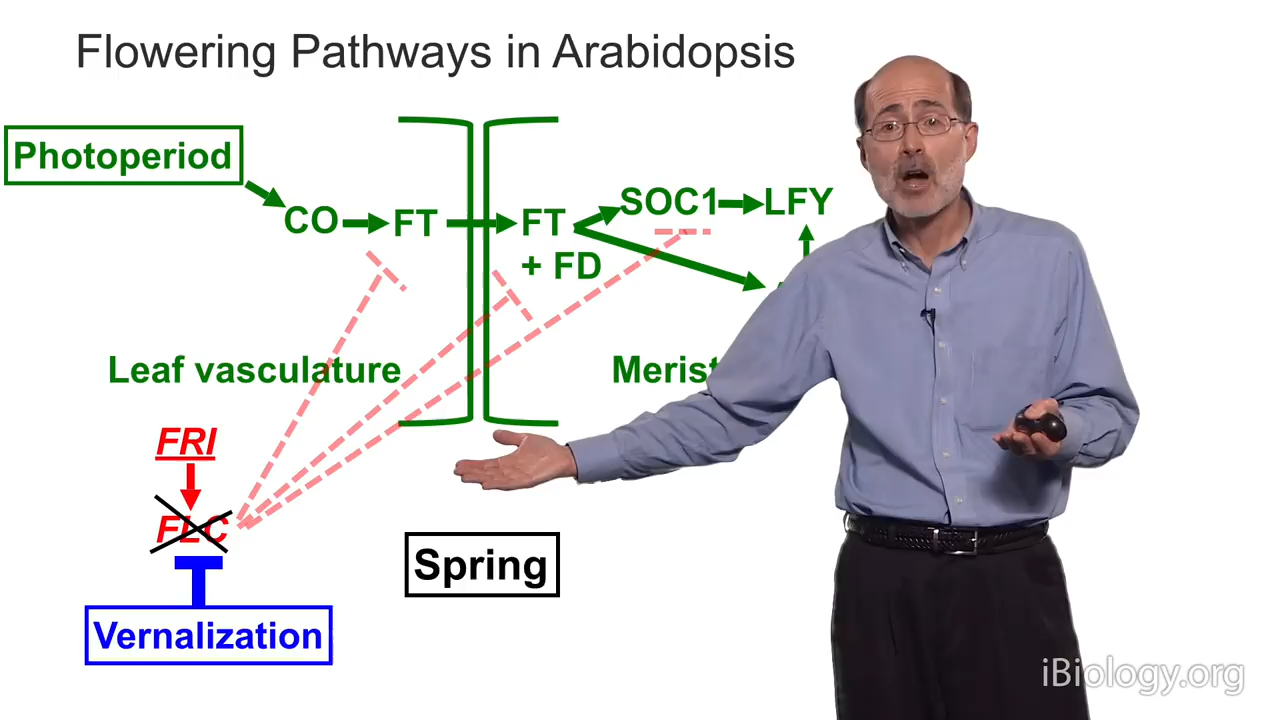 Flowering Pathways in Arabidopsis
Photoperiod
CO
FT
FT
+ FD
SOC1
LFY
Leaf vasculature
Merist
FRI
FLC
Spring
Vernalization
iBiology.org